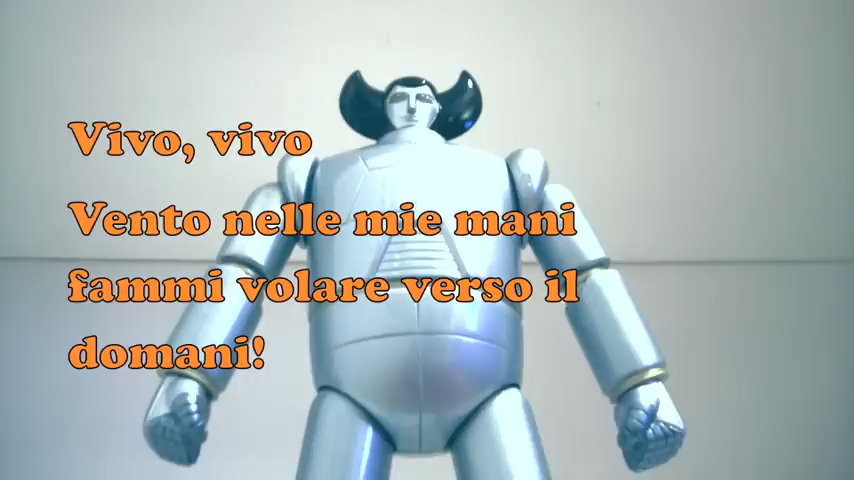 Vivo, vivo
Vento nelle mie mani
fammi volare verso il
domani!